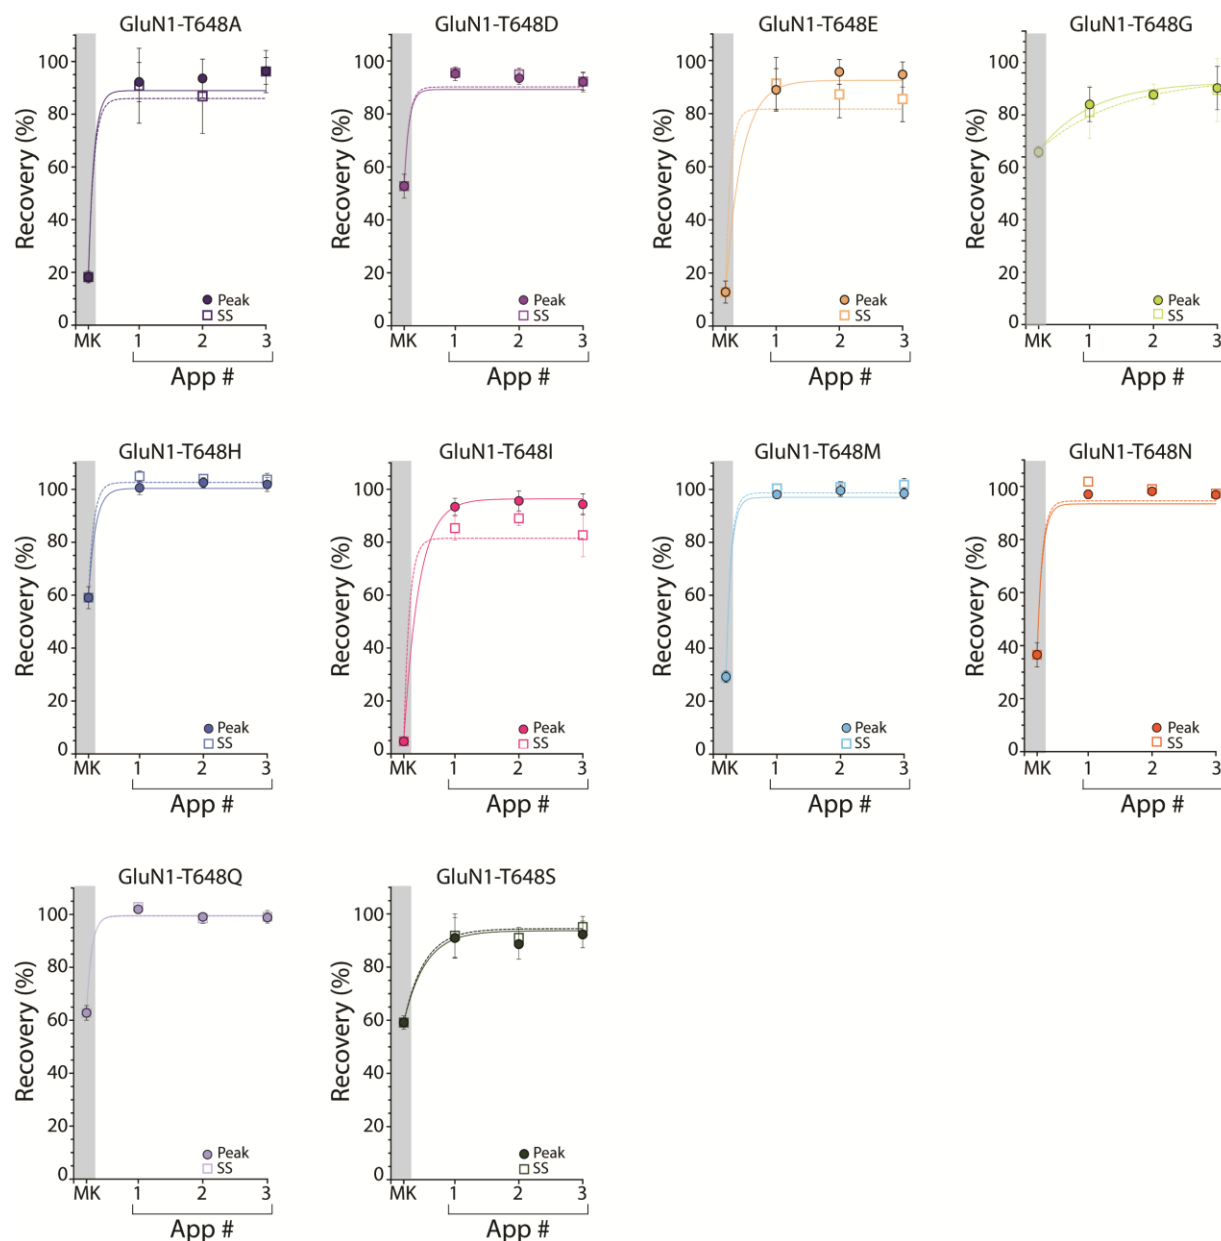 GluN1-T648A
Recovery (%)
100
80
60
40
20
0
Peak
SS
MK 1 2 3
App #
GluN1-T648D
Recovery (%)
100
80
60
40
20
0
Peak
SS
MK 1 2 3
App #
GluN1-T648E
Recovery (%)
100
80
60
40
20
0
Peak
SS
MK 1 2 3
App #
GluN1-T648G
Recovery (%)
100
80
60
40
20
0
Peak
SS
MK 1 2 3
App #
GluN1-T648H
Recovery (%)
100
80
60
40
20
0
Peak
SS
MK 1 2 3
App #
GluN1-T648I
Recovery (%)
100
80
60
40
20
0
Peak
SS
MK 1 2 3
App #
GluN1-T648M
Recovery (%)
100
80
60
40
20
0
Peak
SS
MK 1 2 3
App #
GluN1-T648N
Recovery (%)
100
80
60
40
20
0
Peak
SS
MK 1 2 3
App #
GluN1-T648Q
Recovery (%)
100
80
60
40
20
0
Peak
SS
MK 1 2 3
App #
GluN1-T648S
Recovery (%)
100
80
60
40
20
0
Peak
SS
MK 1 2 3
App #